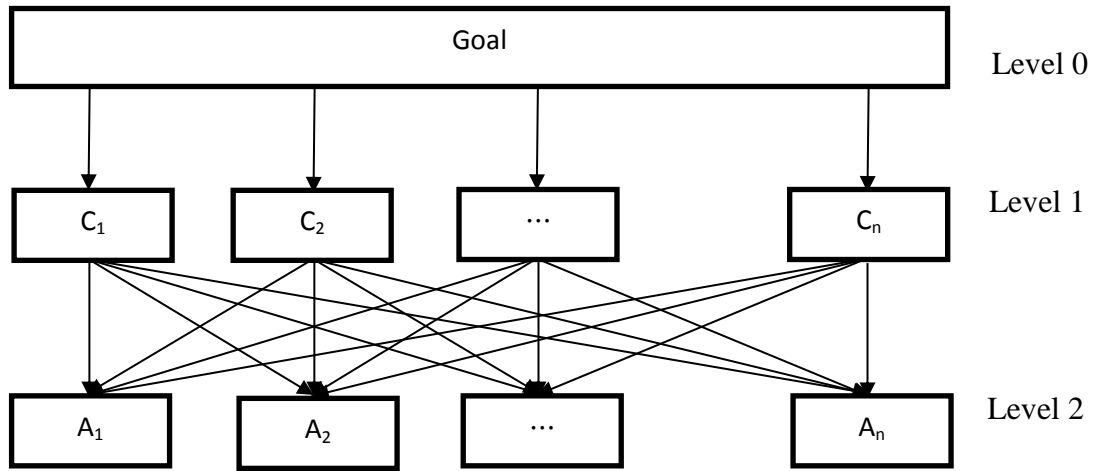 Goal
Level 0
C₁
C₂
...
Cₙ
Level 1
A₁
A₂
...
Aₙ
Level 2